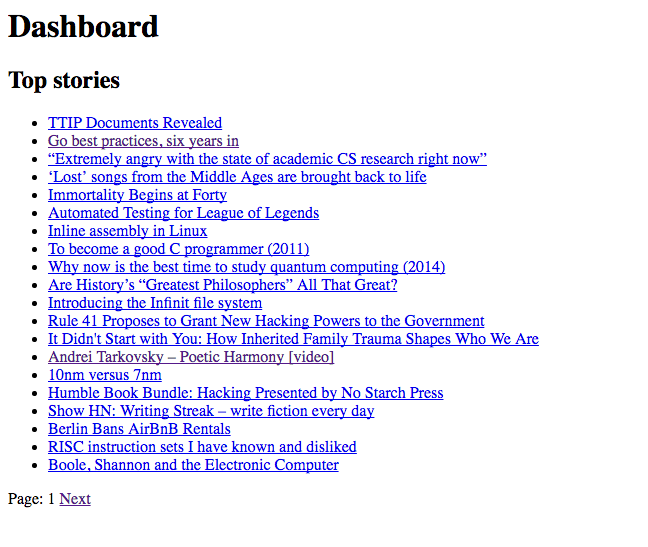 Dashboard
Top stories
TTIP Documents Revealed
Go best practices, six years in
“Extremely angry with the state of academic CS research right now”
‘Lost’ songs from the Middle Ages are brought back to life
Immortality Begins at Forty
Automated Testing for League of Legends
Inline assembly in Linux
To become a good C programmer (2011)
Why now is the best time to study quantum computing (2014)
Are History’s “Greatest Philosophers” All That Great?
Introducing the Infinit file system
Rule 41 Proposes to Grant New Hacking Powers to the Government
It Didn't Start with You: How Inherited Family Trauma Shapes Who We Are
Andrei Tarkovsky – Poetic Harmony [video]
10nm versus 7nm
Humble Book Bundle: Hacking Presented by No Starch Press
Show HN: Writing Streak – write fiction every day
Berlin Bans AirBnB Rentals
RISC instruction sets I have known and disliked
Boole, Shannon and the Electronic Computer
Page: 1 Next